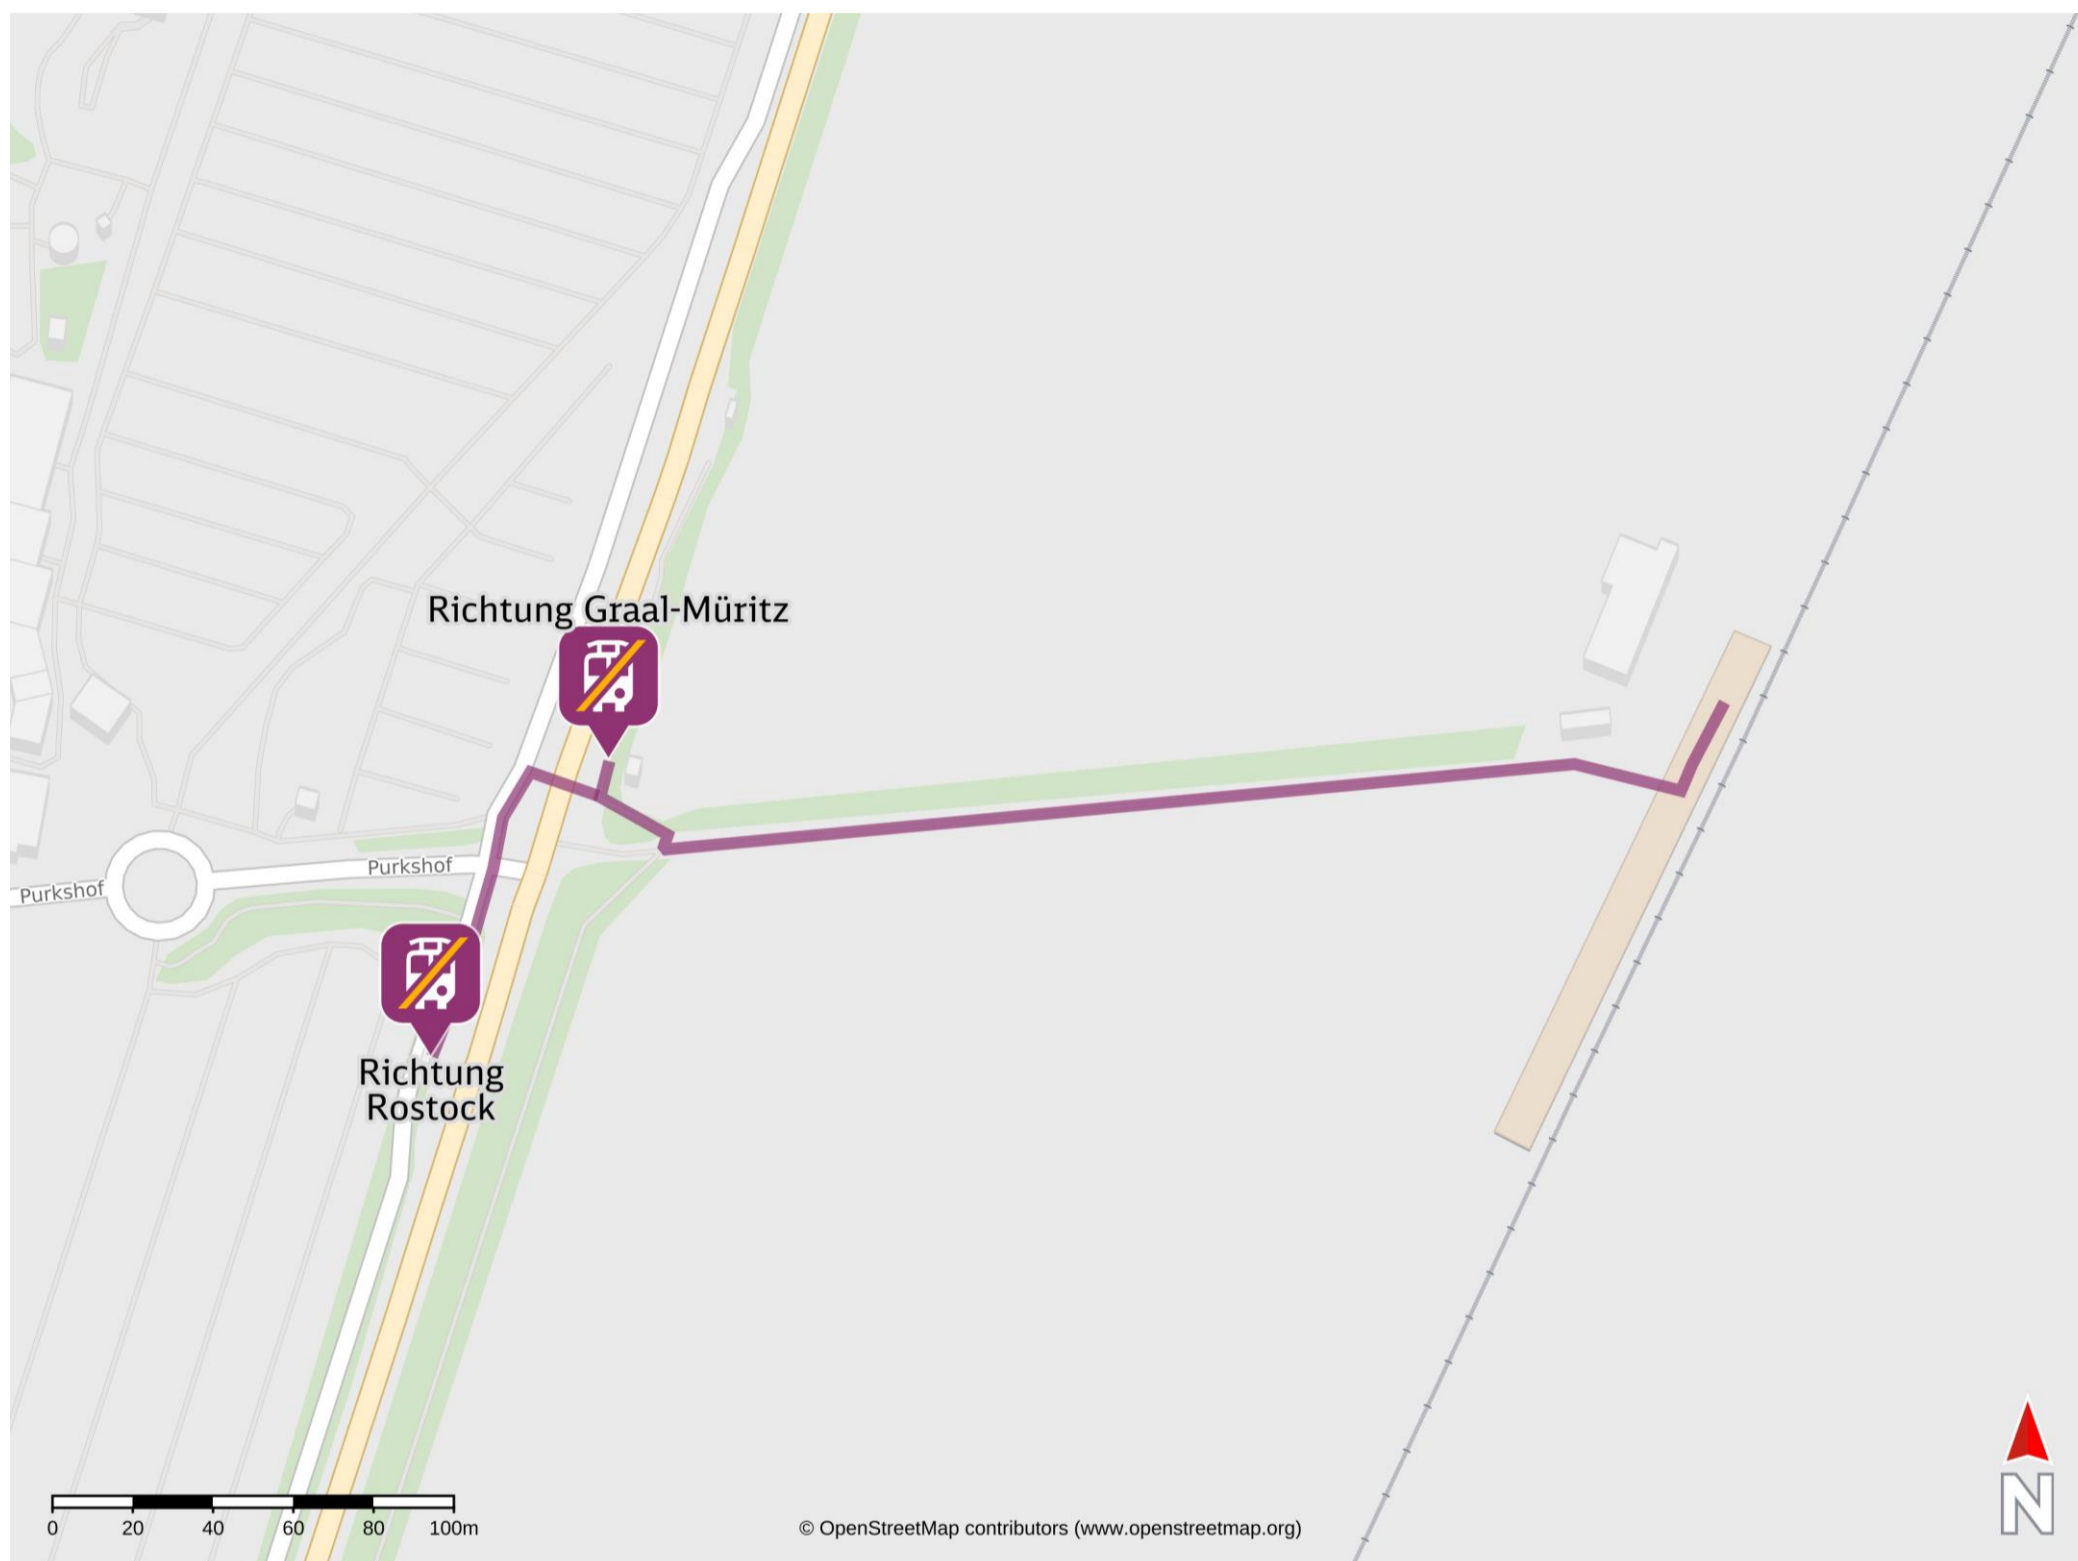 Richtung Graal-Müritz
Purkshof
Purkshof
Richtung
Rostock
0 20 40 60 80 100m
© OpenStreetMap contributors (www.openstreetmap.org)
N